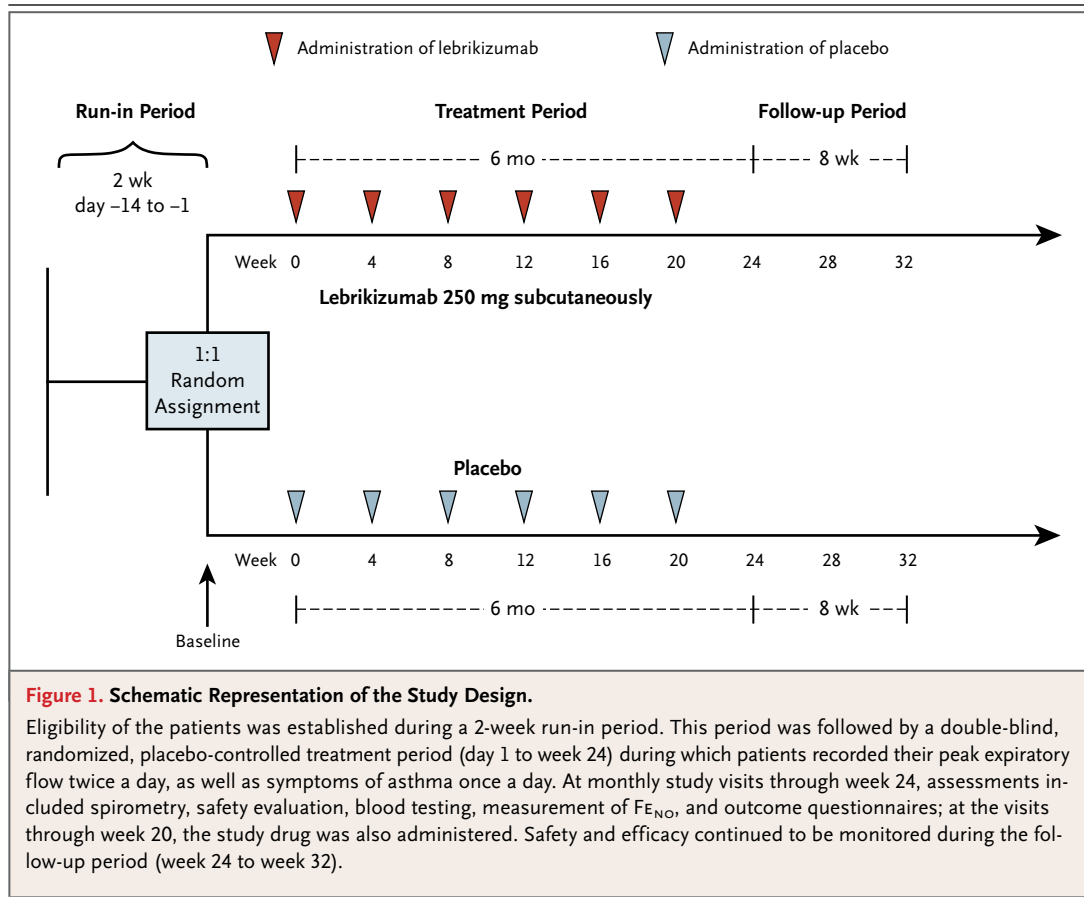 Administration of lebrikizumab
Administration of placebo
Run-in Period
Treatment Period
Follow-up Period
6 mo
8 wk
2 wk
day –14 to –1
Week 0 4 8 12 16 20 24 28 32
Lebrikizumab 250 mg subcutaneously
1:1
Random
Assignment
Placebo
Week 0 4 8 12 16 20 24 28 32
6 mo
8 wk
Baseline
Figure 1. Schematic Representation of the Study Design.
Eligibility of the patients was established during a 2-week run-in period. This period was followed by a double-blind,
randomized, placebo-controlled treatment period (day 1 to week 24) during which patients recorded their peak expiratory
flow twice a day, as well as symptoms of asthma once a day. At monthly study visits through week 24, assessments in-
cluded spirometry, safety evaluation, blood testing, measurement of FENO, and outcome questionnaires; at the visits
through week 20, the study drug was also administered. Safety and efficacy continued to be monitored during the fol-
low-up period (week 24 to week 32).